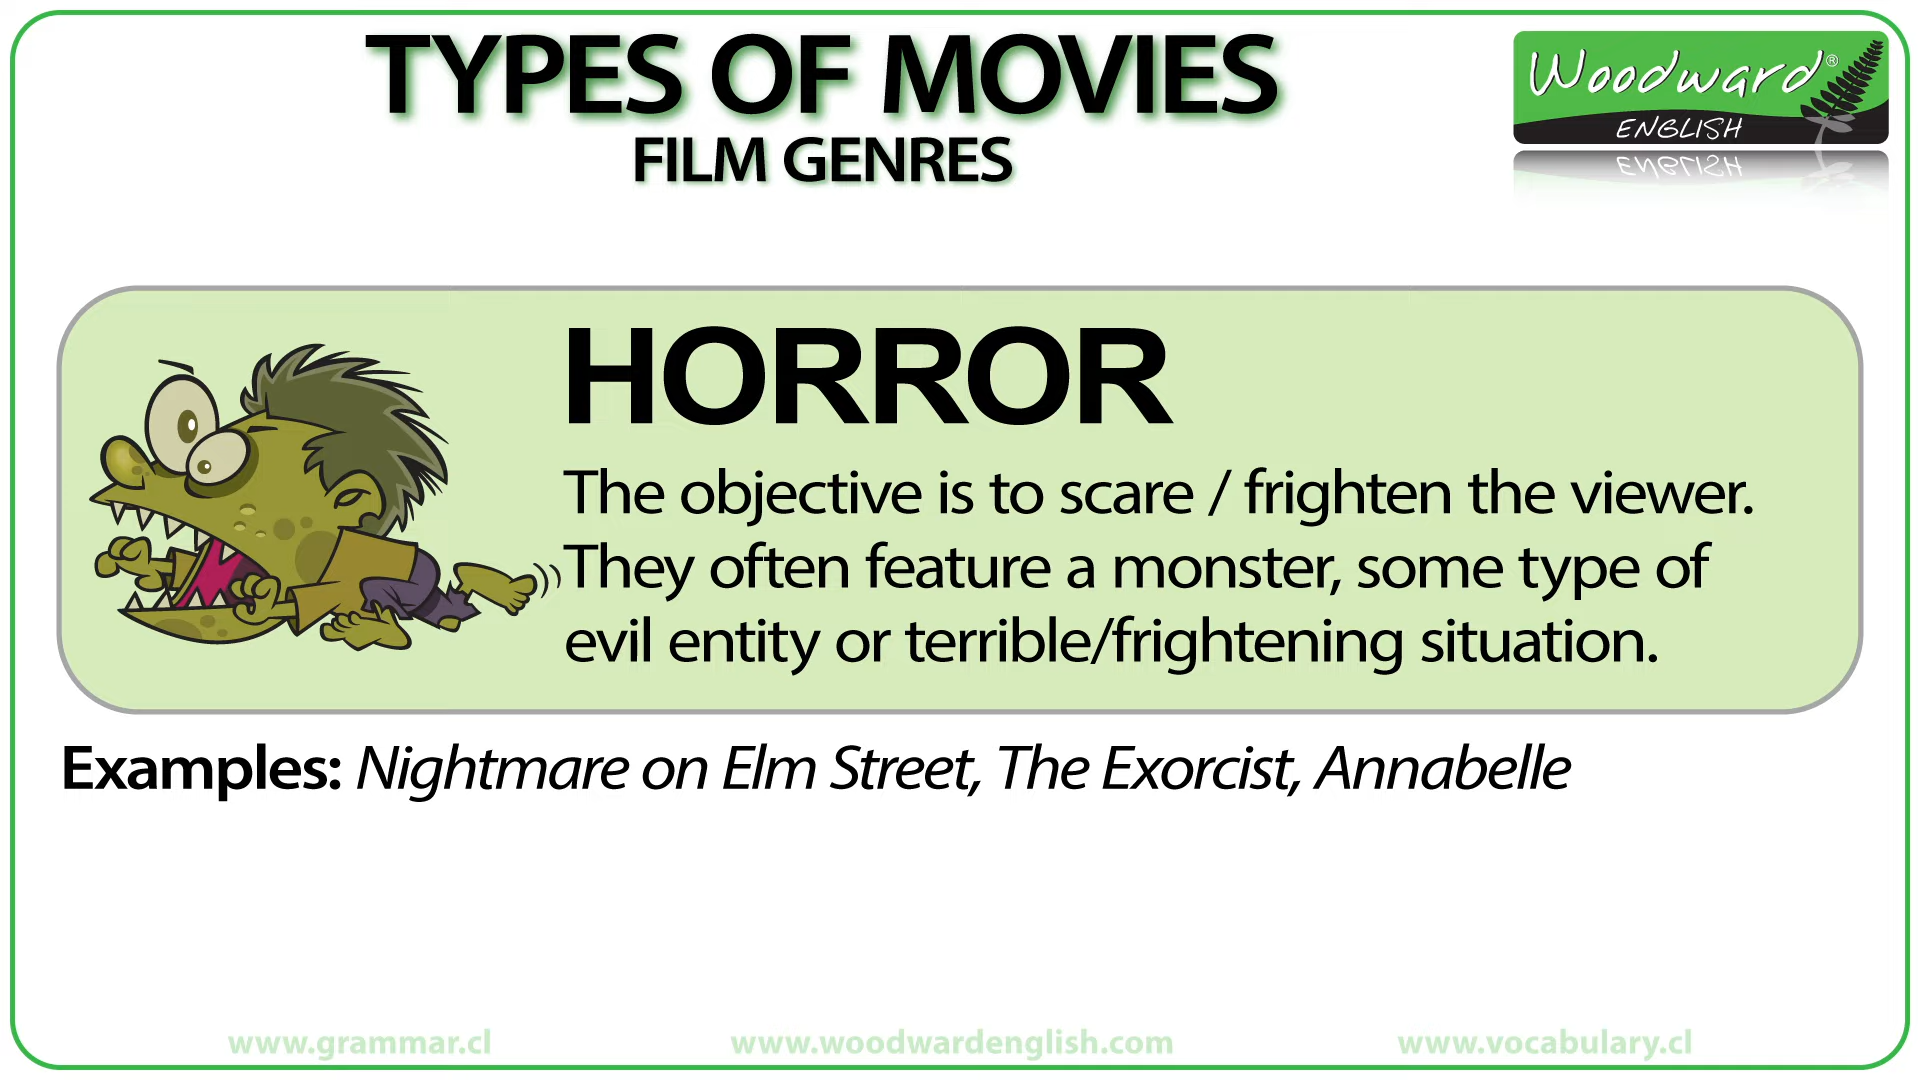 TYPES OF MOVIES
FILM GENRES
Woodward®
ENGLISH
HORROR
The objective is to scare / frighten the viewer.
They often feature a monster, some type of
evil entity or terrible/frightening situation.
Examples: Nightmare on Elm Street, The Exorcist, Annabelle
www.grammar.cl
www.woodwardenglish.com
www.vocabulary.cl